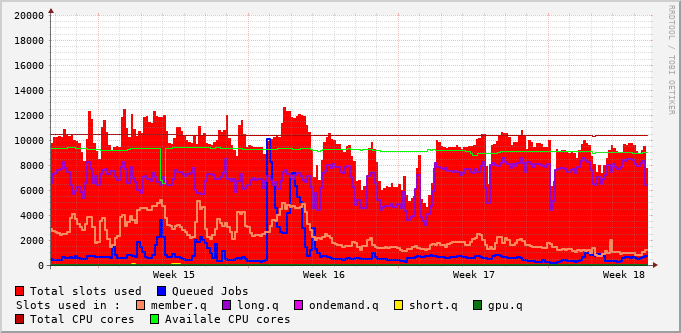 20000
18000
16000
14000
12000
10000
8000
6000
4000
2000
0
Week 15 Week 16 Week 17 Week 18
RRDTOOL / TOBI OETIKER
Total slots used Queued Jobs
Slots used in : member.q long.q ondemand.q short.q gpu.q
Total CPU cores Availale CPU cores